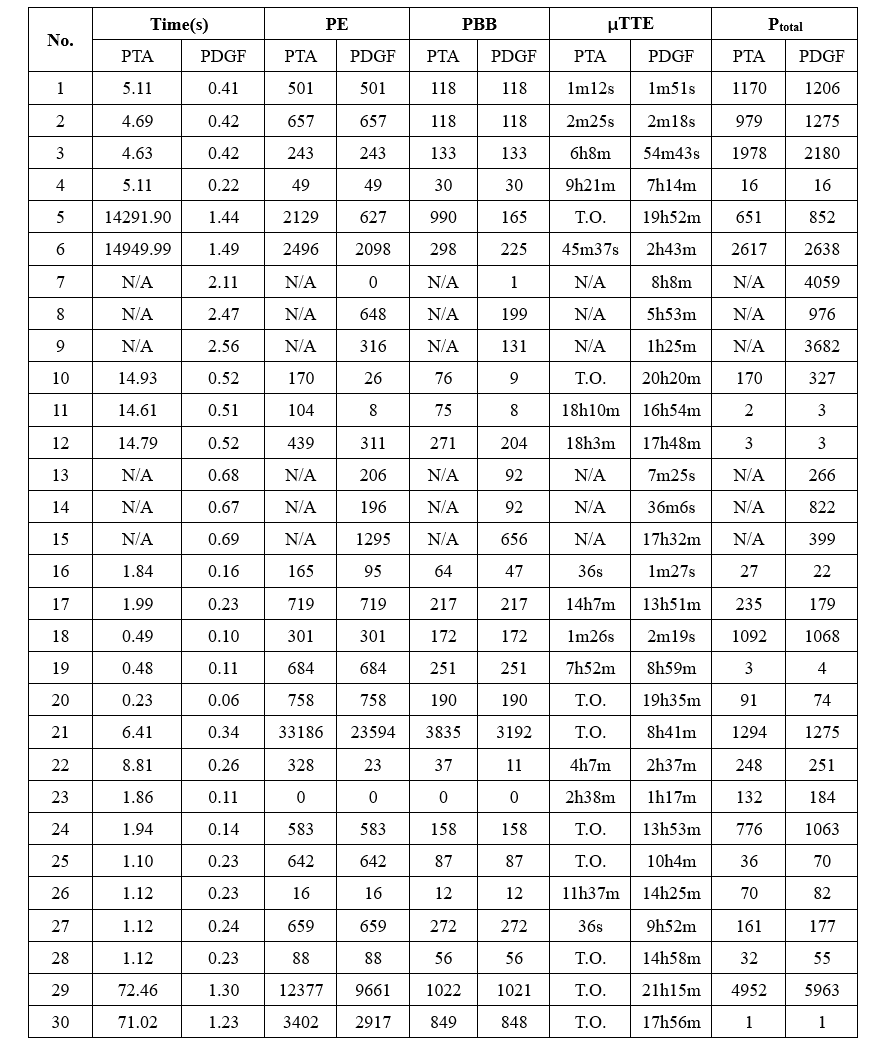 No. Time(s) PE PBB μTTE Ptotal
PTA PDGF PTA PDGF PTA PDGF PTA PDGF PTA PDGF
1 5.11 0.41 501 501 118 118 1m12s 1m51s 1170 1206
2 4.69 0.42 657 657 118 118 2m25s 2m18s 979 1275
3 4.63 0.42 243 243 133 133 6h8m 54m43s 1978 2180
4 5.11 0.22 49 49 30 30 9h21m 7h14m 16 16
5 14291.90 1.44 2129 627 990 165 T.O. 19h52m 651 852
6 14949.99 1.49 2496 2098 298 225 45m37s 2h43m 2617 2638
7 N/A 2.11 N/A 0 N/A 1 N/A 8h8m N/A 4059
8 N/A 2.47 N/A 648 N/A 199 N/A 5h53m N/A 976
9 N/A 2.56 N/A 316 N/A 131 N/A 1h25m N/A 3682
10 14.93 0.52 170 26 76 9 T.O. 20h20m 170 327
11 14.61 0.51 104 8 75 8 18h10m 16h54m 2 3
12 14.79 0.52 439 311 271 204 18h3m 17h48m 3 3
13 N/A 0.68 N/A 206 N/A 92 N/A 7m25s N/A 266
14 N/A 0.67 N/A 196 N/A 92 N/A 36m6s N/A 822
15 N/A 0.69 N/A 1295 N/A 656 N/A 17h32m N/A 399
16 1.84 0.16 165 95 64 47 36s 1m27s 27 22
17 1.99 0.23 719 719 217 217 14h7m 13h51m 235 179
18 0.49 0.10 301 301 172 172 1m26s 2m19s 1092 1068
19 0.48 0.11 684 684 251 251 7h52m 8h59m 3 4
20 0.23 0.06 758 758 190 190 T.O. 19h35m 91 74
21 6.41 0.34 33186 23594 3835 3192 T.O. 8h41m 1294 1275
22 8.81 0.26 328 23 37 11 4h7m 2h37m 248 251
23 1.86 0.11 0 0 0 0 2h38m 1h17m 132 184
24 1.94 0.14 583 583 158 158 T.O. 13h53m 776 1063
25 1.10 0.23 642 642 87 87 T.O. 10h4m 36 70
26 1.12 0.23 16 16 12 12 11h37m 14h25m 70 82
27 1.12 0.24 659 659 272 272 36s 9h52m 161 177
28 1.12 0.23 88 88 56 56 T.O. 14h58m 32 55
29 72.46 1.30 12377 9661 1022 1021 T.O. 21h15m 4952 5963
30 71.02 1.23 3402 2917 849 848 T.O. 17h56m 1 1